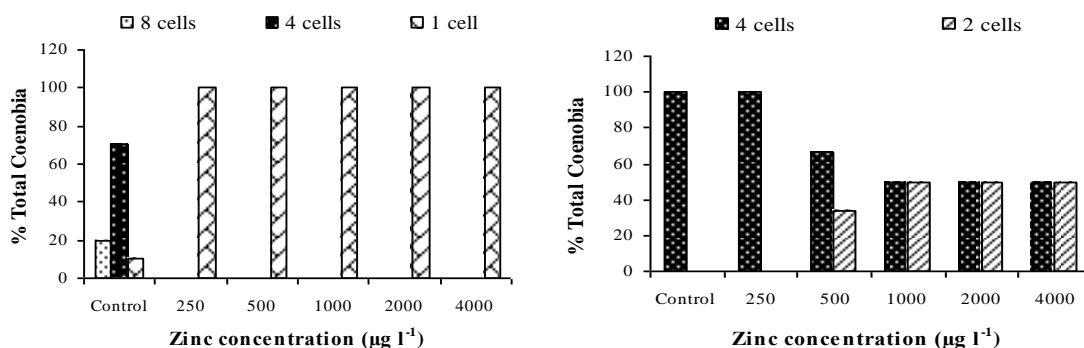 8 cells 4 cells 1 cell
% Total Coenobia
120
100
80
60
40
20
0
Control 250 500 1000 2000 4000
Zinc concentration (µg l-1)
4 cells 2 cells
% Total Coenobia
120
100
80
60
40
20
0
Control 250 500 1000 2000 4000
Zinc concentration (µg l-1)